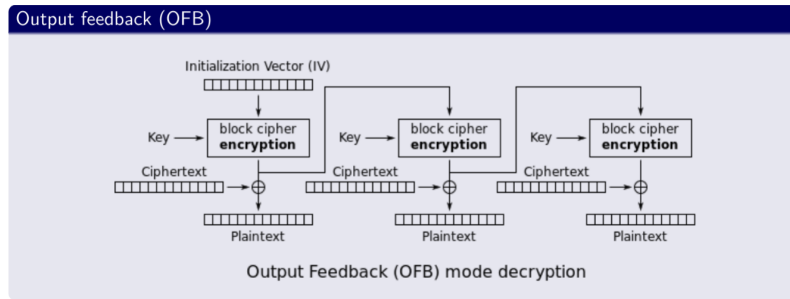 Output feedback (OFB)
Initialization Vector (IV)
Key
block cipher
encryption
Key
block cipher
encryption
Key
block cipher
encryption
Ciphertext
Ciphertext
Ciphertext
Plaintext
Plaintext
Plaintext
Output Feedback (OFB) mode decryption